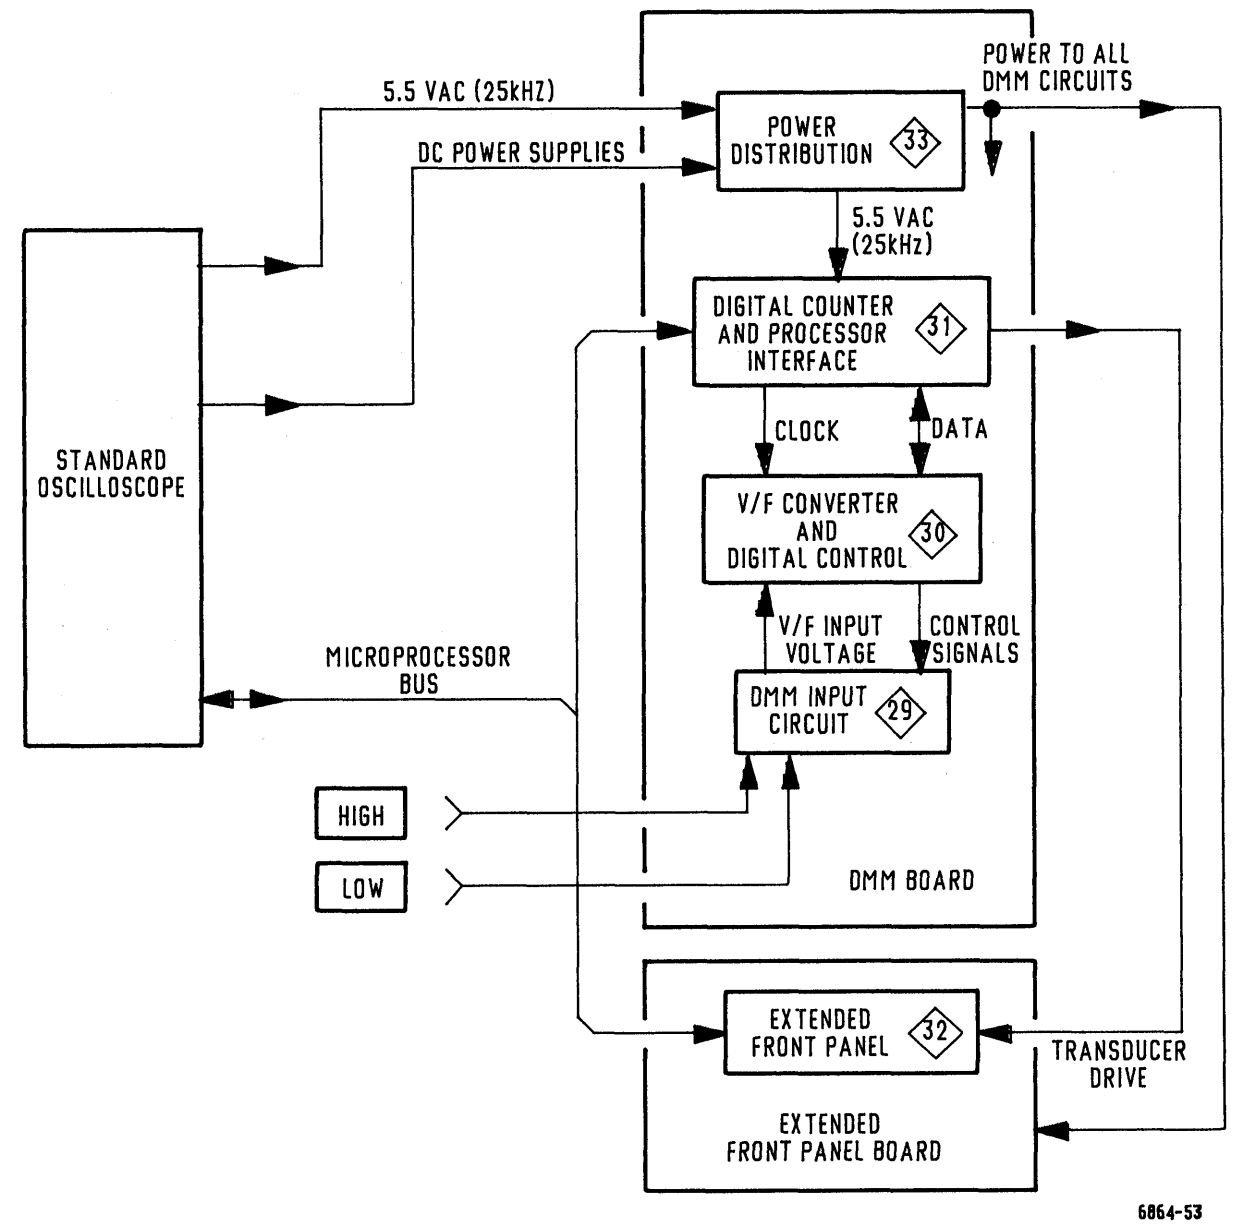 POWER TO ALL
DMM CIRCUITS
5.5 VAC (25kHZ)
POWER
DISTRIBUTION
33
DC POWER SUPPLIES
5.5 VAC
(25kHz)
DIGITAL COUNTER
AND PROCESSOR
INTERFACE
31
CLOCK
DATA
STANDARD
OSCILLOSCOPE
V/F CONVERTER
AND
DIGITAL CONTROL
30
V/F INPUT
VOLTAGE
CONTROL
SIGNALS
MICROPROCESSOR
BUS
DMM INPUT
CIRCUIT
29
HIGH
LOW
DMM BOARD
EXTENDED
FRONT PANEL
32
TRANSDUCER
DRIVE
EXTENDED
FRONT PANEL BOARD
6864-53